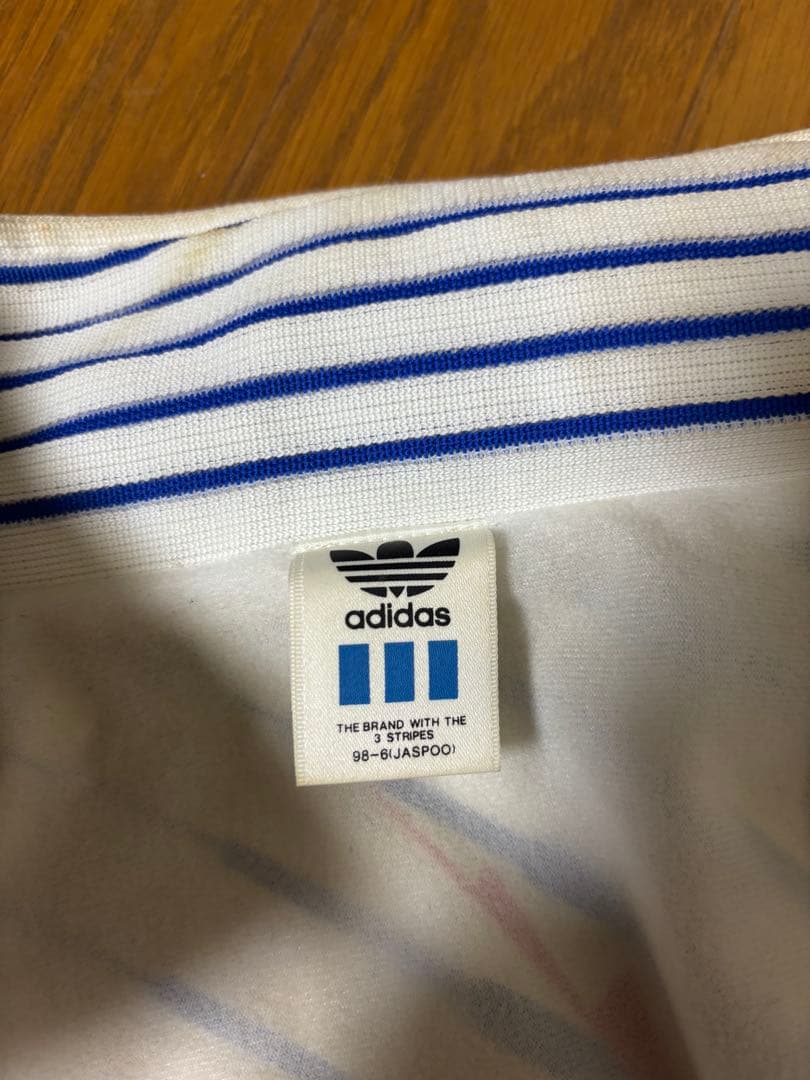 adidas
THE BRAND WITH THE
3 STRIPES
98-6(JASPOO)